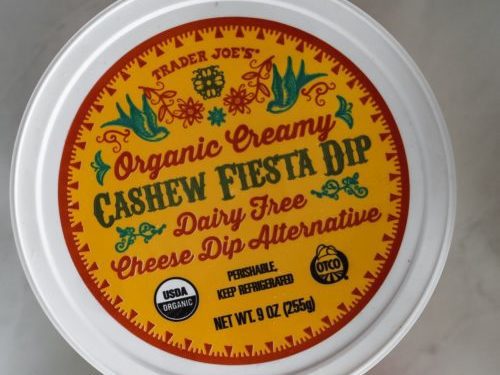 TRADER JOE'S
Organic Creamy
CASHEW FIESTA DIP
Dairy Free
Cheese Dip Alternative
USDA
ORGANIC
PERISHABLE,
KEEP REFRIGERATED
OTCO
NET WT. 9 OZ (255g)